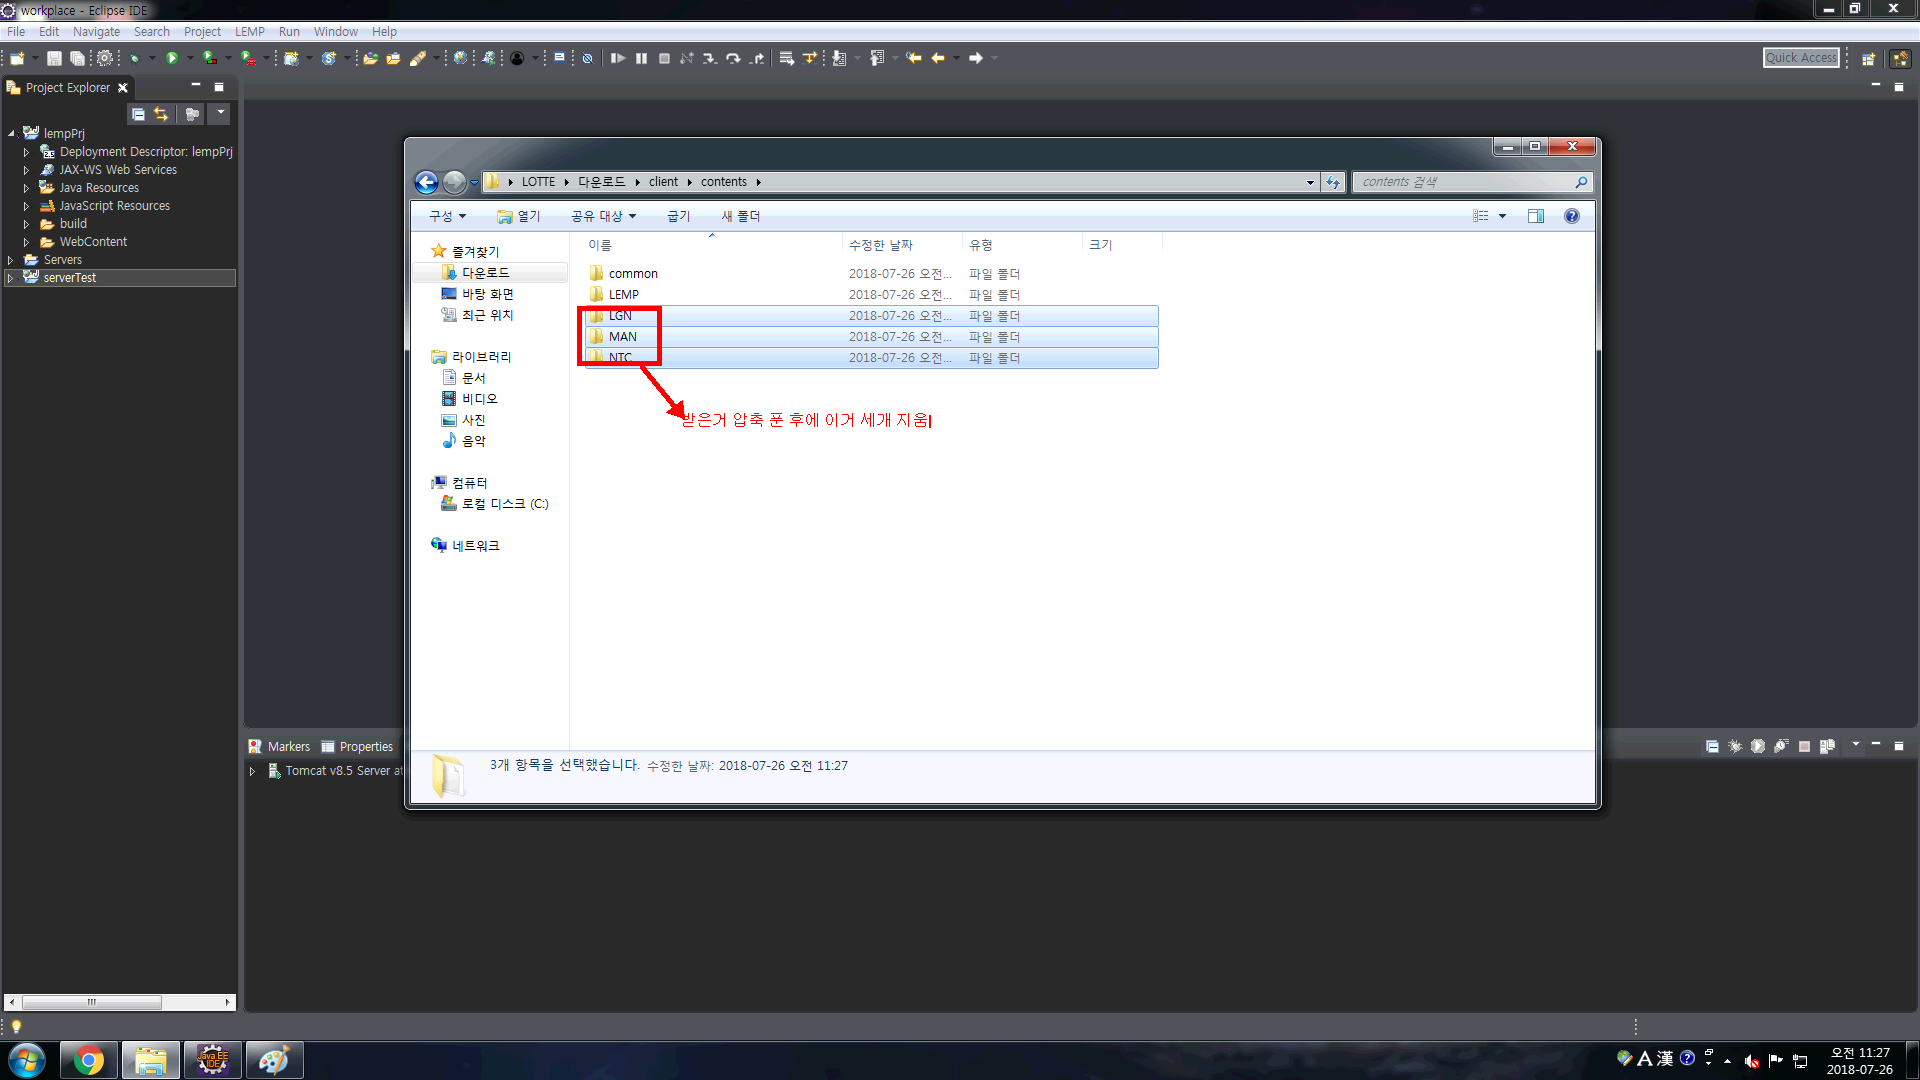 workplace - Eclipse IDE
File Edit Navigate Search Project LEMP Run Window Help
Quick Access
Project Explorer
lempPrj
Deployment Descriptor: lempPrj
JAX-WS Web Services
Java Resources
JavaScript Resources
build
WebContent
Servers
serverTest
LOTTE 다운로드 client contents
contents 검색
구성 열기 공유 대상 굽기 새 폴더
즐겨찾기
다운로드
바탕 화면
최근 위치
라이브러리
문서
비디오
사진
음악
컴퓨터
로컬 디스크 (C:)
네트워크
이름 수정한 날짜 유형 크기
common 2018-07-26 오전... 파일 폴더
LEMP 2018-07-26 오전... 파일 폴더
LGN 2018-07-26 오전... 파일 폴더
MAN 2018-07-26 오전... 파일 폴더
NTC 2018-07-26 오전... 파일 폴더
받은거 압축 푼 후에 이거 세개 지움
3개 항목을 선택했습니다. 수정한 날짜: 2018-07-26 오전 11:27
Markers Properties
Tomcat v8.5 Server at
Java EE
IDE
A 漢
오전 11:27
2018-07-26